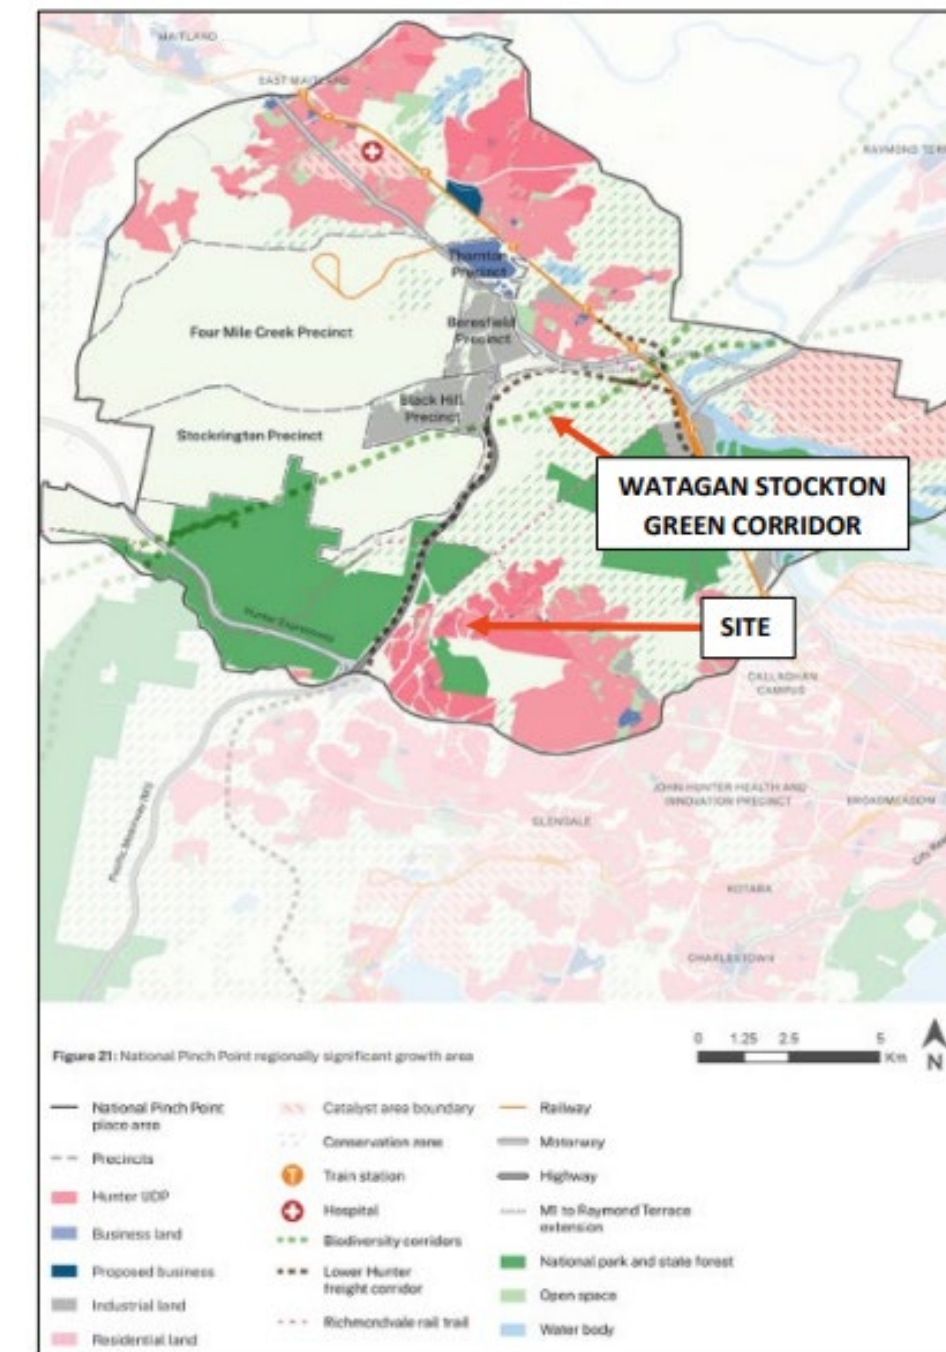 MAITLAND
EAST MAITLAND
RAYMOND TERR
Thornton
Precinct
Four Mile Creek Precinct
Beresfield
Precinct
Black Hill
Precinct
Stockrington Precinct
WATAGAN STOCKTON
GREEN CORRIDOR
Hunter Expressway
SITE
CALLAGHAN
CAMPUS
Pacific Motorway (M1)
JOHN HUNTER HEALTH AND
INNOVATION PRECINCT
BROADMEADOW
GLENDALE
KOTARA
CHARLESTOWN
Figure 21: National Pinch Point regionally significant growth area
0 1.25 2.5 5
Km
N
National Pinch Point
place area
Precincts
Hunter UDP
Business land
Proposed business
Industrial land
Residential land
Catalyst area boundary
Conservation zone
Train station
Hospital
Biodiversity corridors
Lower Hunter
freight corridor
Richmondvale rail trail
Railway
Motorway
Highway
M1 to Raymond Terrace
extension
National park and state forest
Open space
Water body